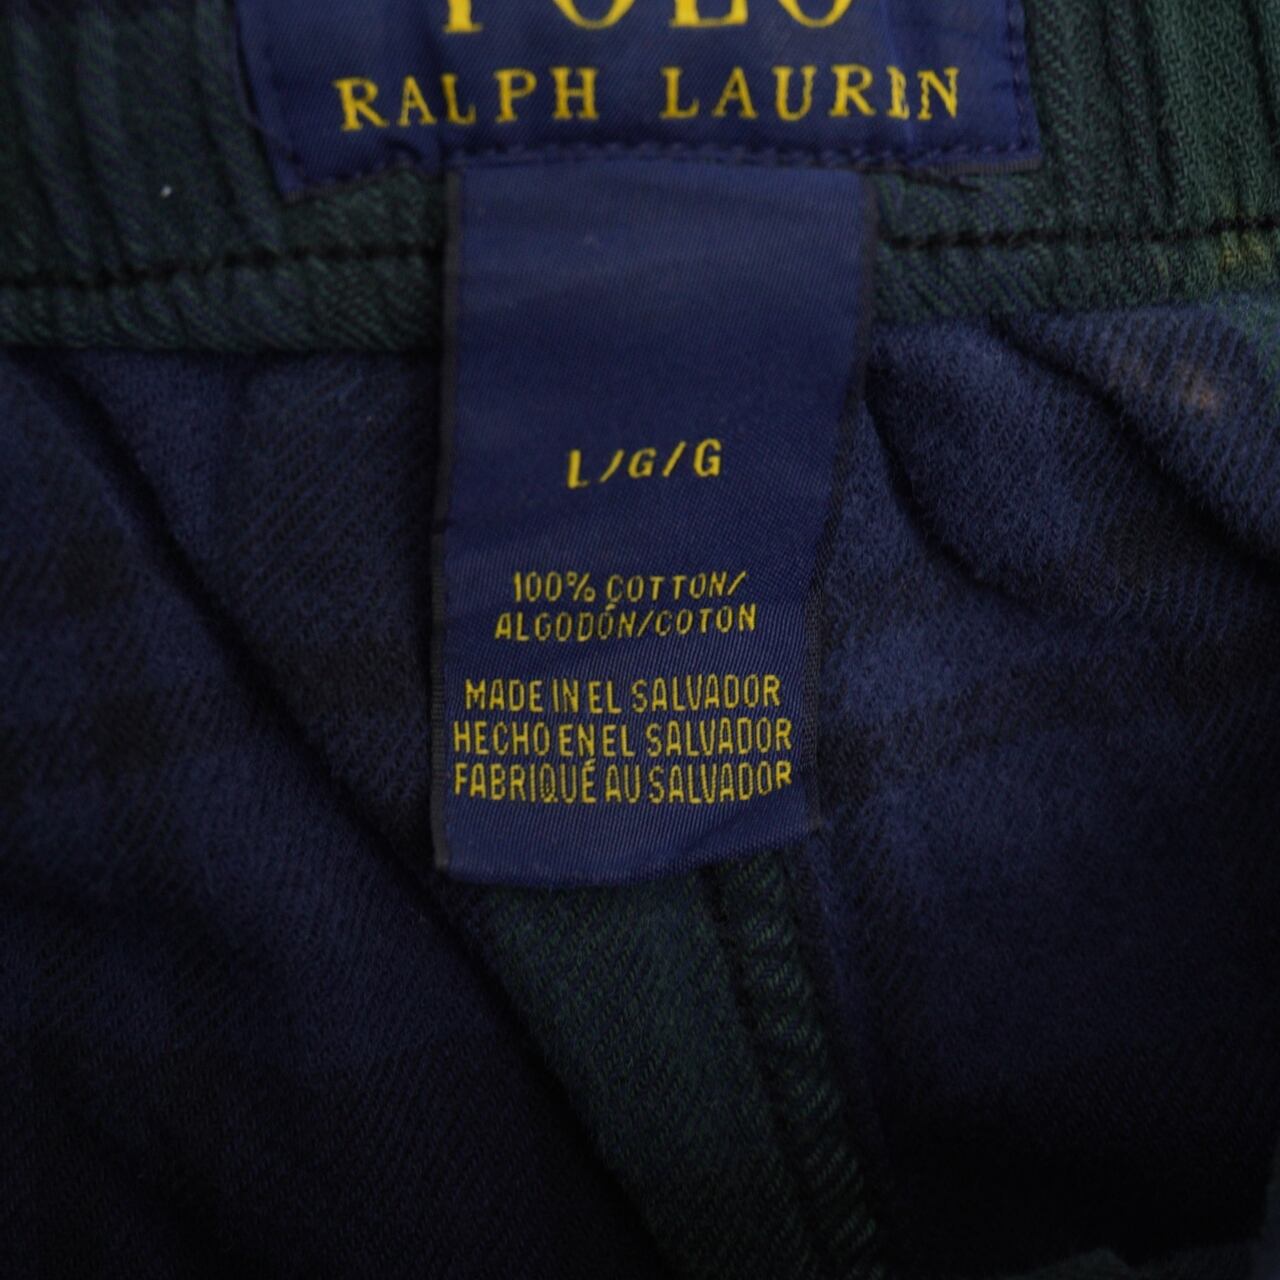 POLO
RALPH LAUREN
L/G/G
100% COTTON/
ALGODÓN/COTON
MADE IN EL SALVADOR
HECHO EN EL SALVADOR
FABRIQUÉ AU SALVADOR